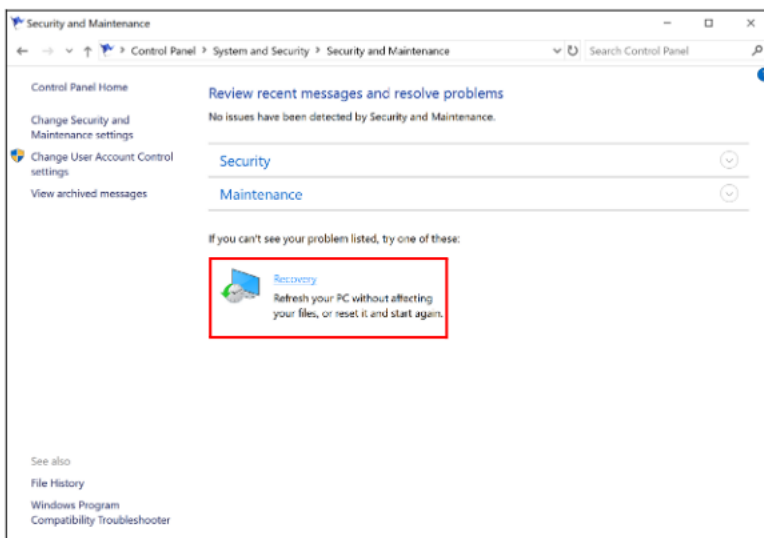 Security and Maintenance
Control Panel > System and Security > Security and Maintenance
Search Control Panel
Control Panel Home
Change Security and
Maintenance settings
Change User Account Control
settings
View archived messages
Review recent messages and resolve problems
No issues have been detected by Security and Maintenance.
Security
Maintenance
If you can't see your problem listed, try one of these:
Recovery
Refresh your PC without affecting
your files, or reset it and start again.
See also
File History
Windows Program
Compatibility Troubleshooter